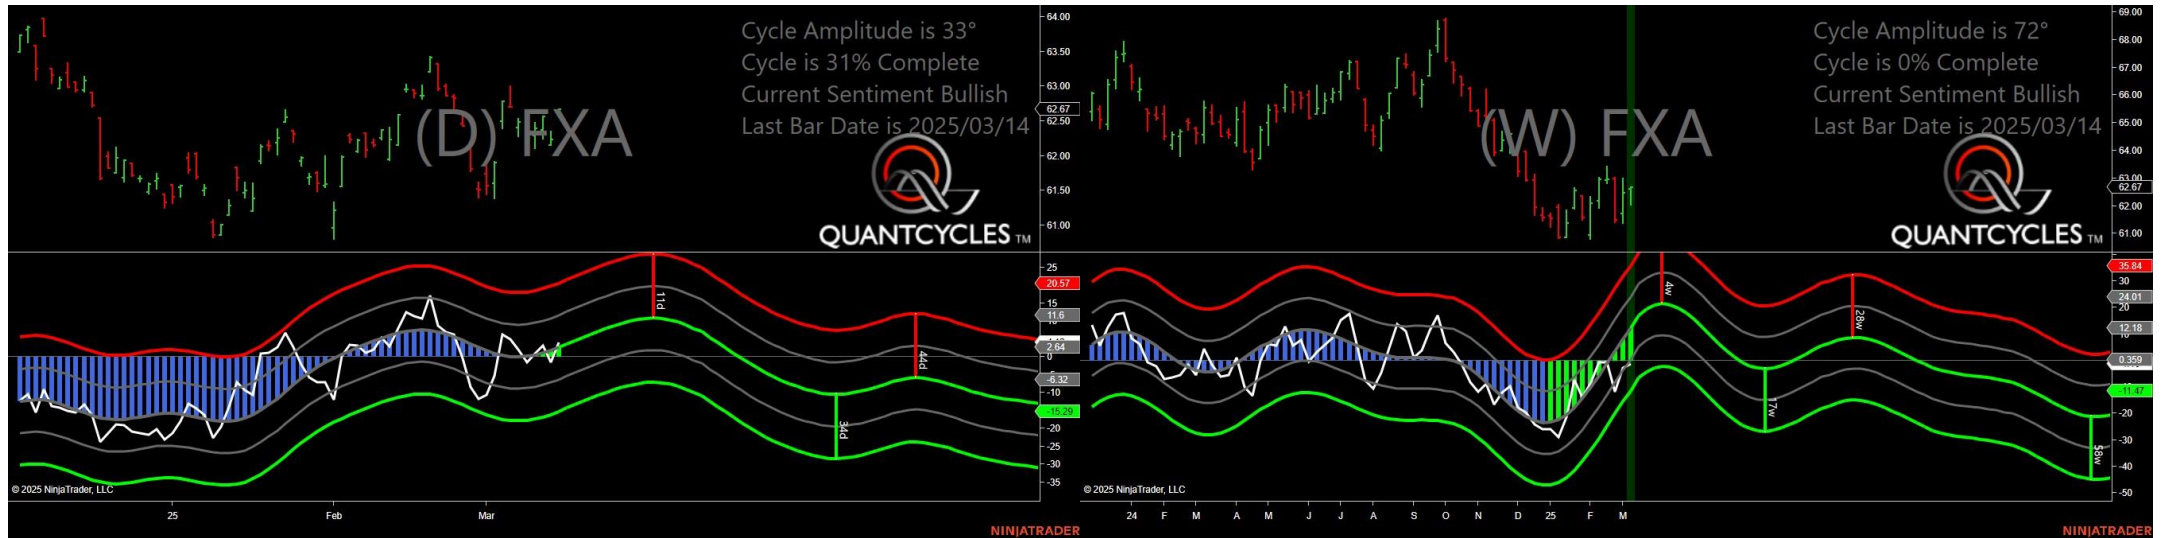 Cycle Amplitude is 33°
Cycle is 31% Complete
Current Sentiment Bullish
Last Bar Date is 2025/03/14
(D) FXA
QUANTCYCLES TM
64.00
63.50
63.00
62.67
62.50
62.00
61.50
61.00
25
20.57
15
11.6
2.64
0
-6.32
-10
-15.29
-20
-25
-30
-35
11d
34d
44d
© 2025 NinjaTrader, LLC
25 Feb Mar
NINJATRADER
Cycle Amplitude is 72°
Cycle is 0% Complete
Current Sentiment Bullish
Last Bar Date is 2025/03/14
(W) FXA
QUANTCYCLES TM
69.00
68.00
67.00
66.00
65.00
64.00
63.00
62.67
62.00
61.00
35.84
30
24.01
20
12.18
0.359
-11.47
-20
-30
-40
-50
4w
17w
28w
58w
© 2025 NinjaTrader, LLC
24 F M A M J J A S O N D 25 F M
NINJATRADER